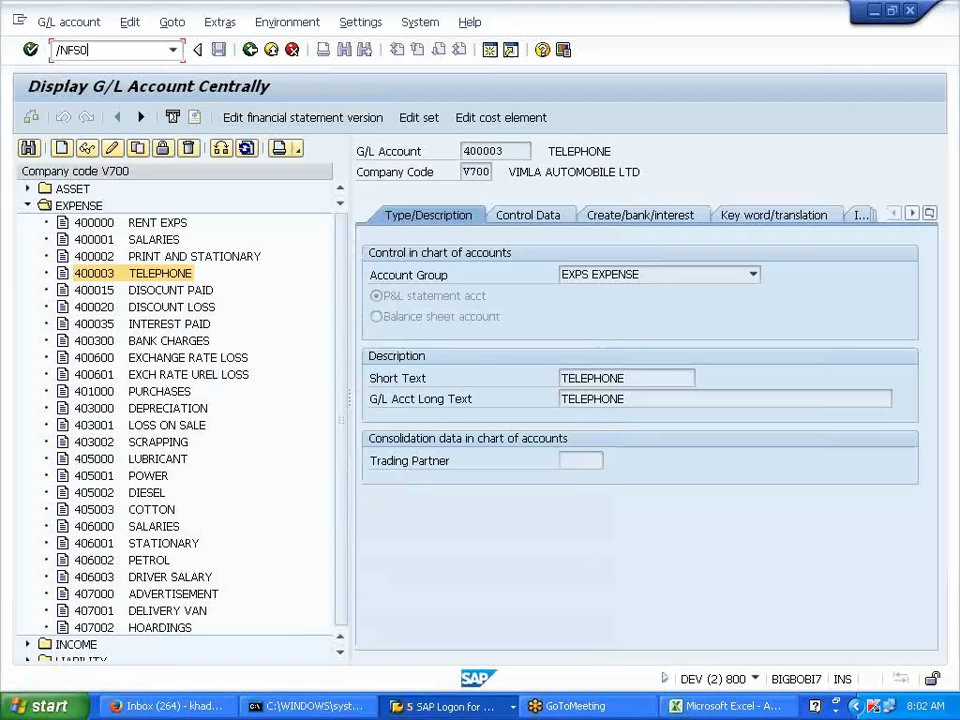 G/L account Edit Goto Extras Environment Settings System Help
/NFS0
Display G/L Account Centrally
Edit financial statement version Edit set Edit cost element
G/L Account 400003 TELEPHONE
Company Code V700 VIMLA AUTOMOBILE LTD
Company code V700
ASSET
EXPENSE
400000 RENT EXPS
400001 SALARIES
400002 PRINT AND STATIONARY
400003 TELEPHONE
400015 DISOCUNT PAID
400020 DISCOUNT LOSS
400035 INTEREST PAID
400300 BANK CHARGES
400600 EXCHANGE RATE LOSS
400601 EXCH RATE UREL LOSS
401000 PURCHASES
403000 DEPRECIATION
403001 LOSS ON SALE
403002 SCRAPPING
405000 LUBRICANT
405001 POWER
405002 DIESEL
405003 COTTON
406000 SALARIES
406001 STATIONARY
406002 PETROL
406003 DRIVER SALARY
407000 ADVERTISEMENT
407001 DELIVERY VAN
407002 HOARDINGS
INCOME
LIABILITY
Type/Description Control Data Create/bank/interest Key word/translation I...
Control in chart of accounts
Account Group EXPS EXPENSE
P&L statement acct
Balance sheet account
Description
Short Text TELEPHONE
G/L Acct Long Text TELEPHONE
Consolidation data in chart of accounts
Trading Partner
SAP
DEV (2) 800 BIGBOBI7 INS
start Inbox (264) - khad... C:\WINDOWS\syst... 5 SAP Logon for ... GoToMeeting Microsoft Excel - A... 8:02 AM